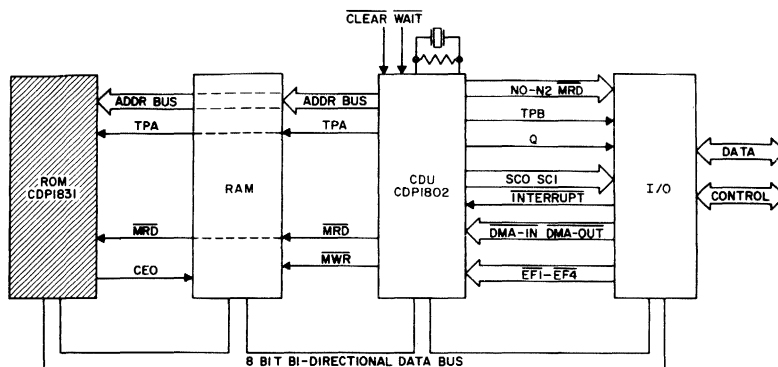 CLEAR WAIT
ADDR BUS
ADDR BUS
NO-N2 MRD
TPA
TPA
TPB
Q
DATA
ROM
CDP1831
RAM
CDU
CDP1802
SCO SCI
I/O
CONTROL
INTERRUPT
MRD
MRD
DMA-IN DMA-OUT
MWR
CEO
EF1-EF4
8 BIT BI-DIRECTIONAL DATA BUS